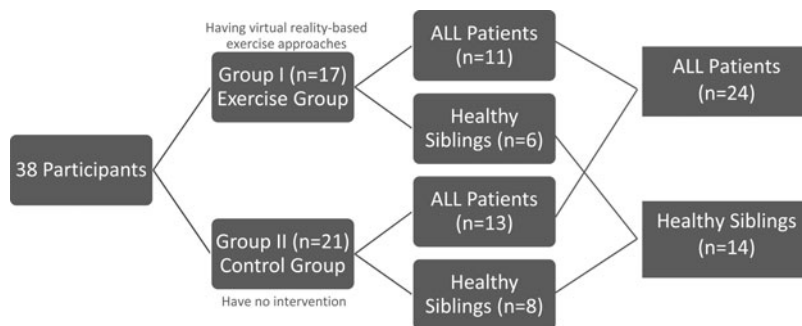 38 Participants
Having virtual reality-based
exercise approaches
Group I (n=17)
Exercise Group
Group II (n=21)
Control Group
Have no intervention
ALL Patients
(n=11)
Healthy
Siblings (n=6)
ALL Patients
(n=13)
Healthy
Siblings (n=8)
ALL Patients
(n=24)
Healthy Siblings
(n=14)